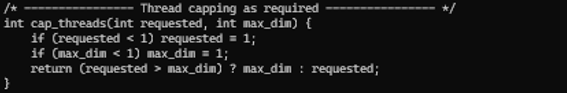 /* --------------- Thread capping as required --------------- */
int cap_threads(int requested, int max_dim) {
    if (requested < 1) requested = 1;
    if (max_dim < 1) max_dim = 1;
    return (requested > max_dim) ? max_dim : requested;
}